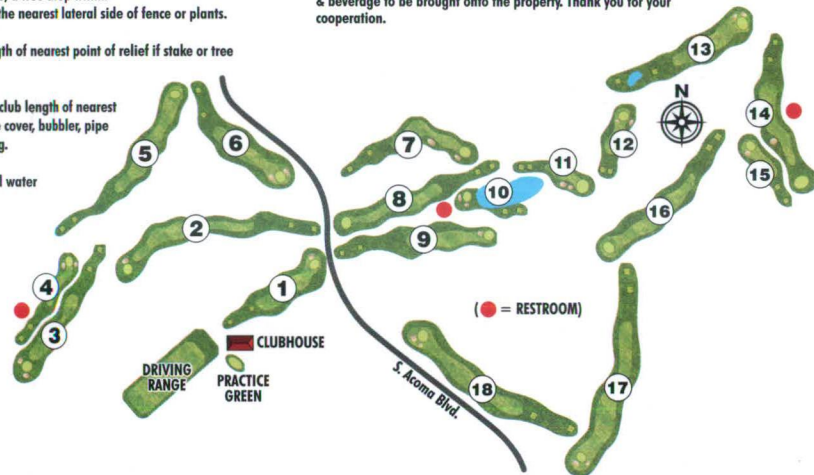 the nearest lateral side of fence or plants.
gth of nearest point of relief if stake or tree
club length of nearest
cover, bubbler, pipe
g.
water
& beverage to be brought onto the property. Thank you for your
cooperation.
13
N
14
5
6
7
12
11
15
8
10
16
2
9
4
1
3
(● = RESTROOM)
CLUBHOUSE
DRIVING
RANGE
PRACTICE
GREEN
S. Acoma Blvd.
18
17